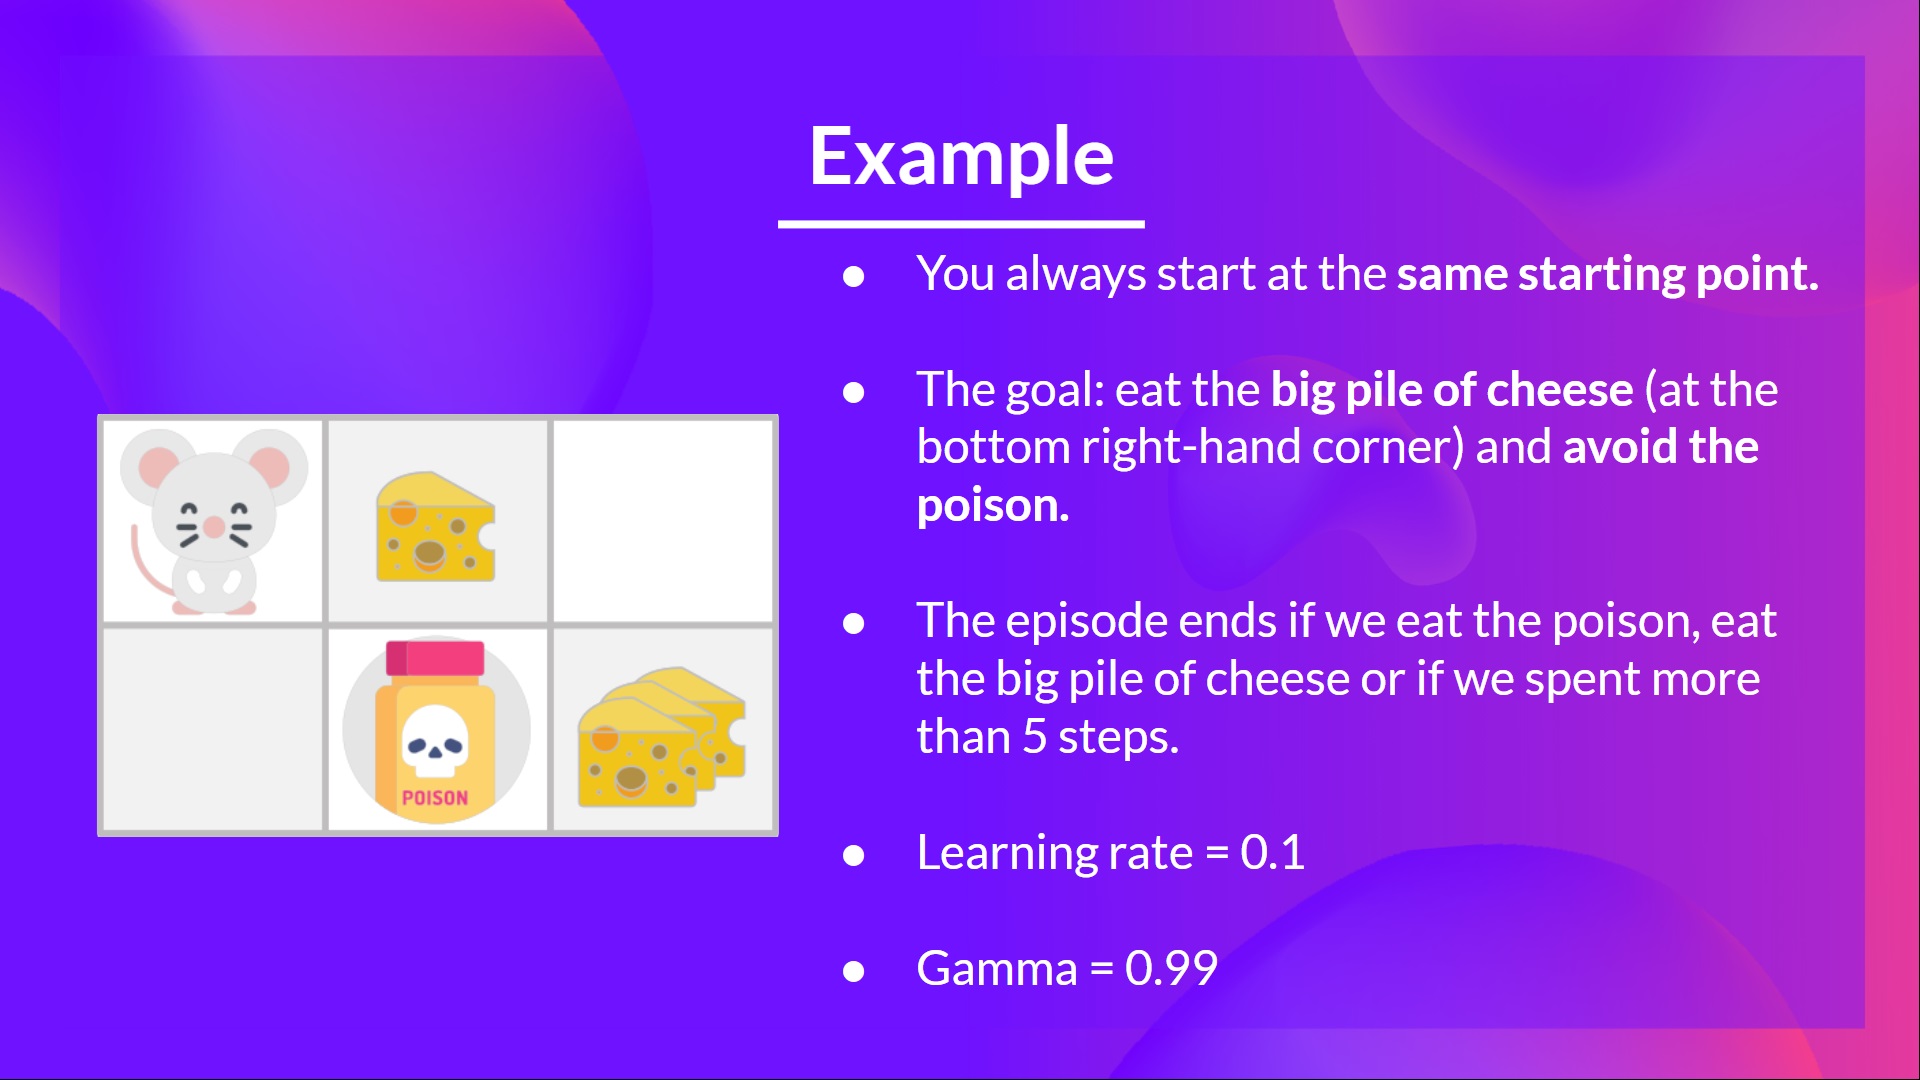 Example
● You always start at the same starting point.
● The goal: eat the big pile of cheese (at the
bottom right-hand corner) and avoid the
poison.
● The episode ends if we eat the poison, eat
the big pile of cheese or if we spent more
than 5 steps.
● Learning rate = 0.1
● Gamma = 0.99
POISON